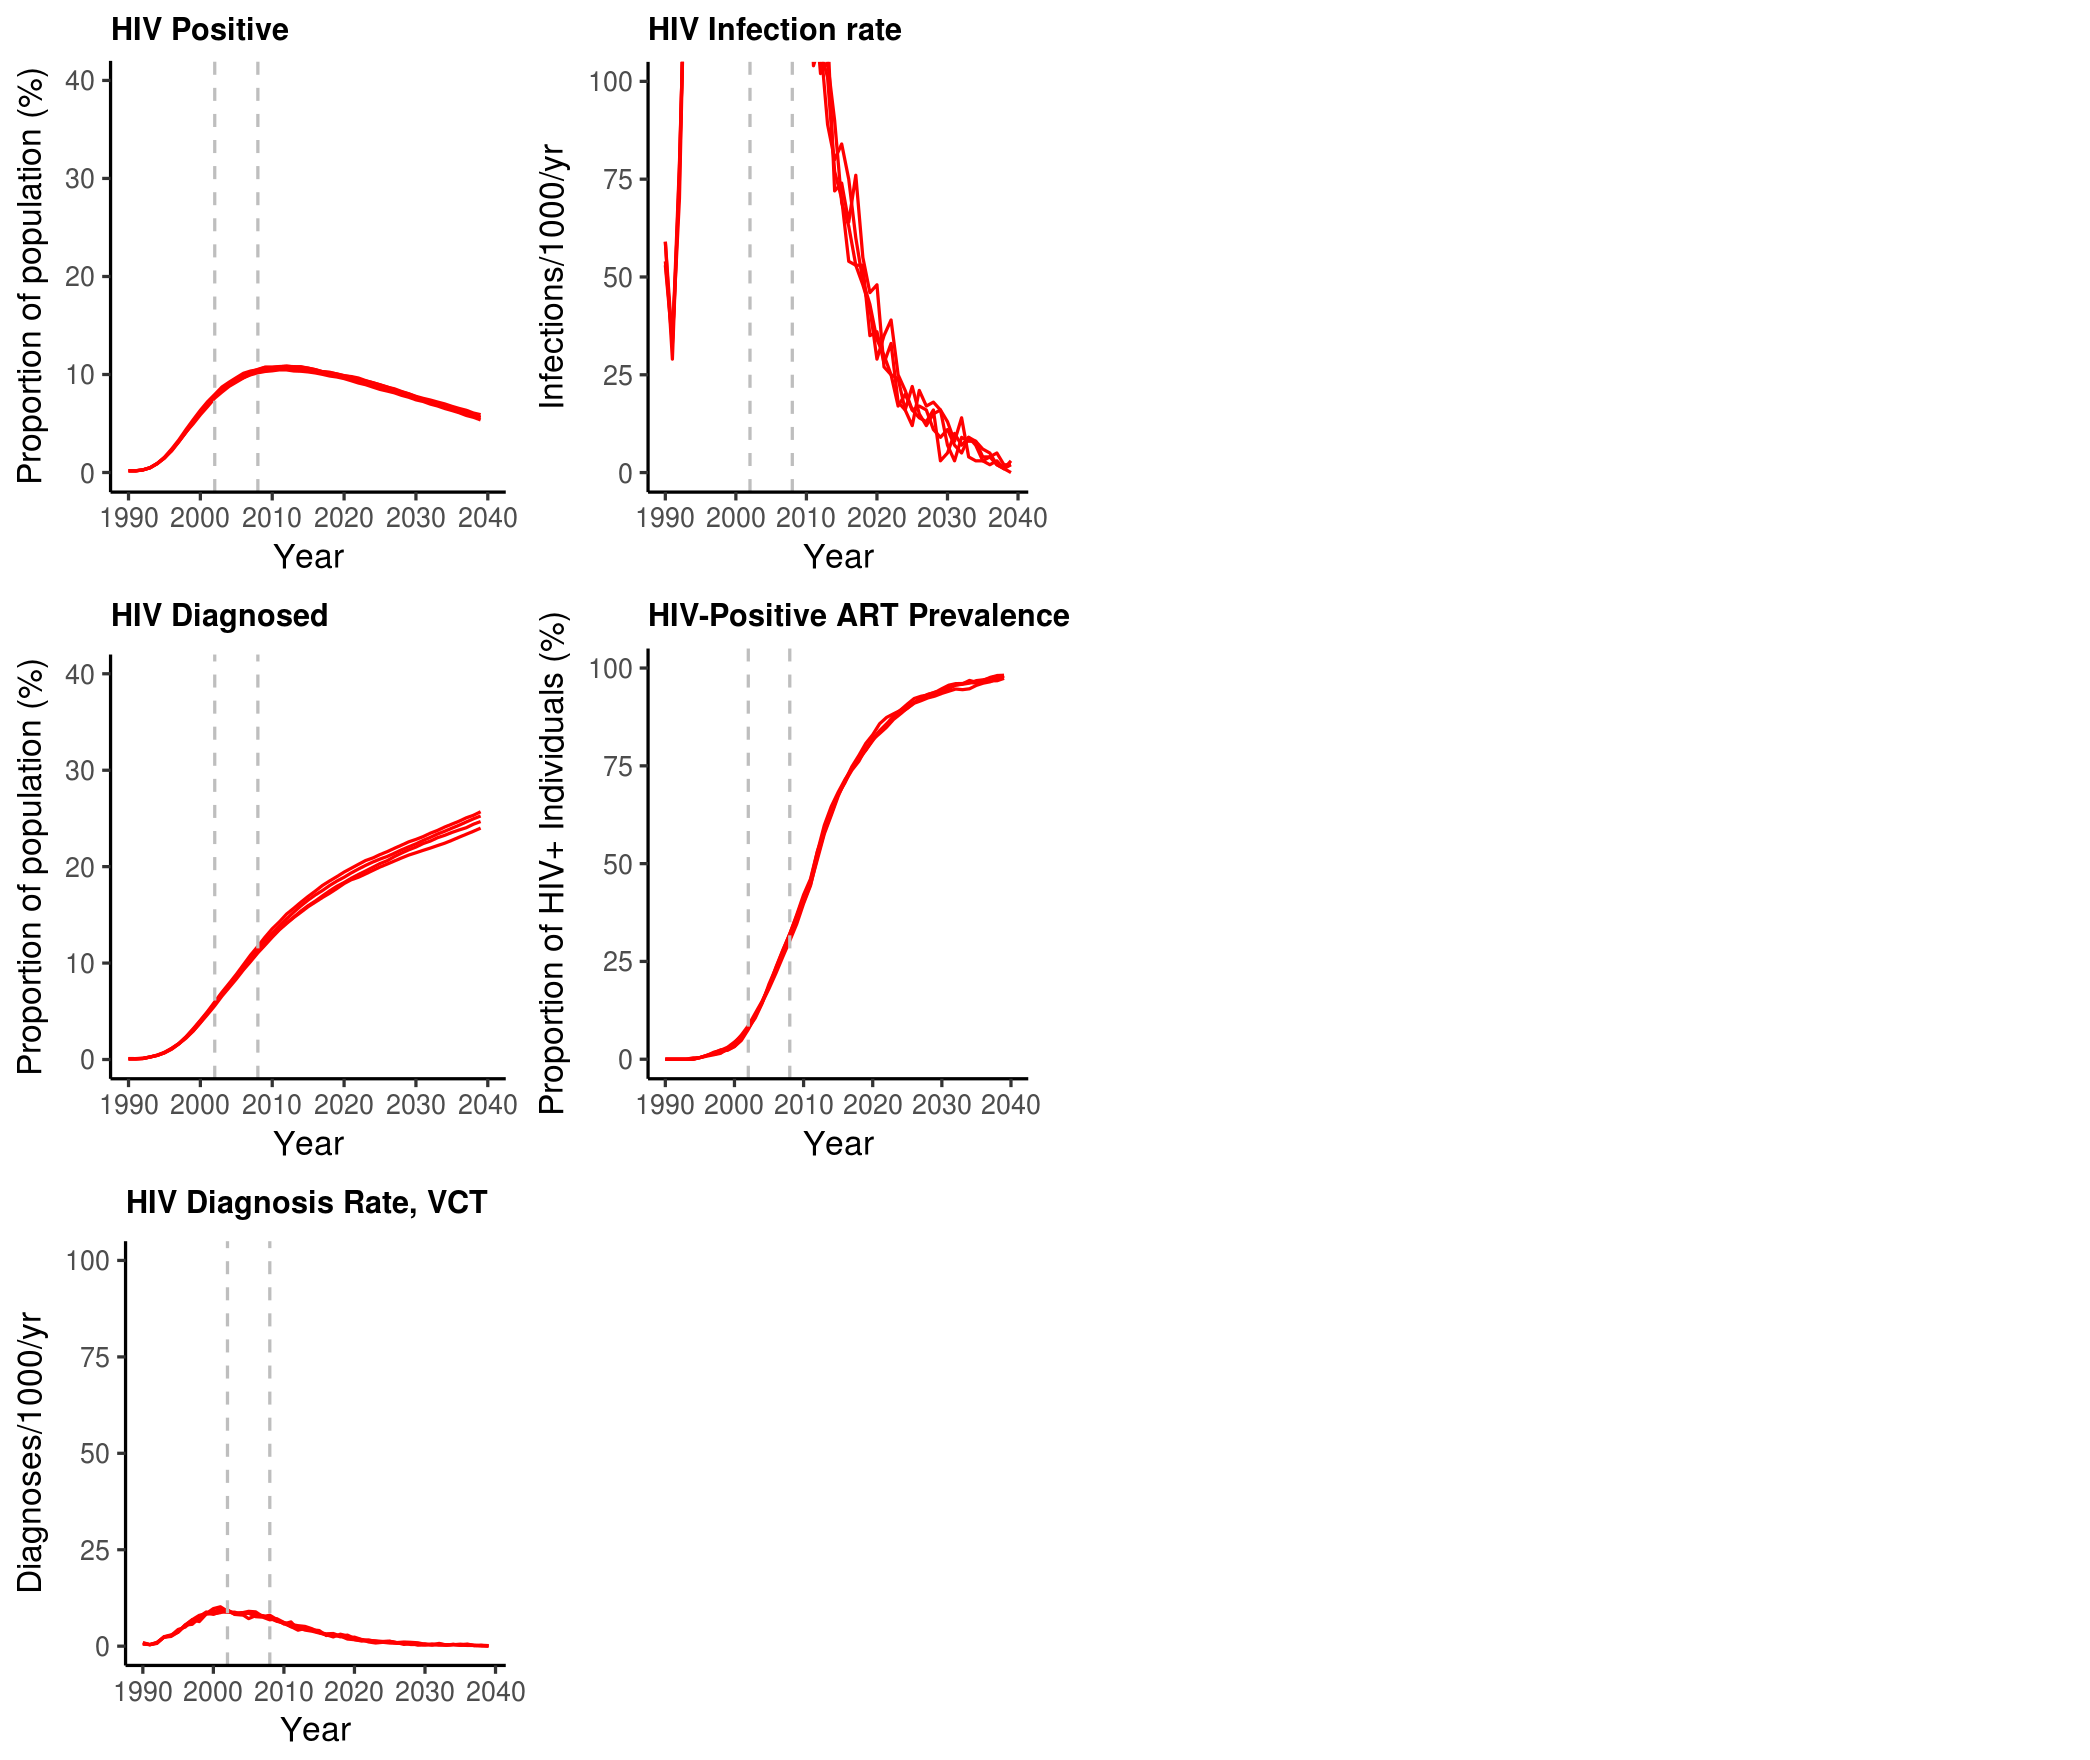 HIV Positive
Proportion of population (%)
40
30
20
10
0
1990 2000 2010 2020 2030 2040
Year
HIV Infection rate
Infections/1000/yr
100
75
50
25
0
1990 2000 2010 2020 2030 2040
Year
HIV Diagnosed
Proportion of population (%)
40
30
20
10
0
1990 2000 2010 2020 2030 2040
Year
HIV-Positive ART Prevalence
Proportion of HIV+ Individuals (%)
100
75
50
25
0
1990 2000 2010 2020 2030 2040
Year
HIV Diagnosis Rate, VCT
Diagnoses/1000/yr
100
75
50
25
0
1990 2000 2010 2020 2030 2040
Year